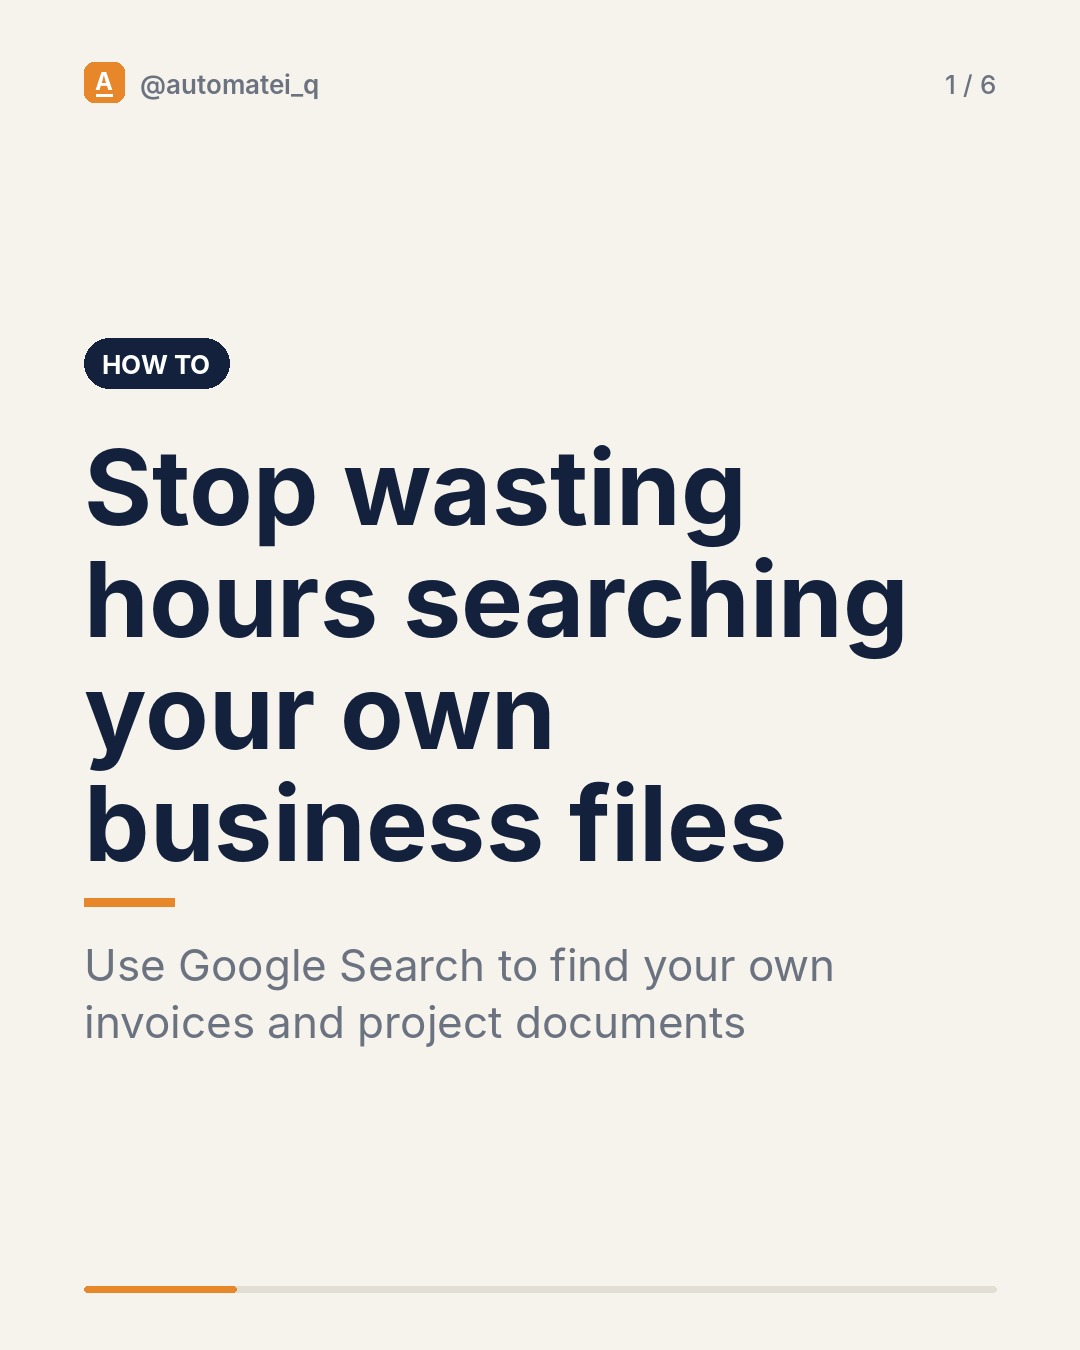 A
@automatei_q
1 / 6
HOW TO
Stop wasting
hours searching
your own
business files
Use Google Search to find your own
invoices and project documents